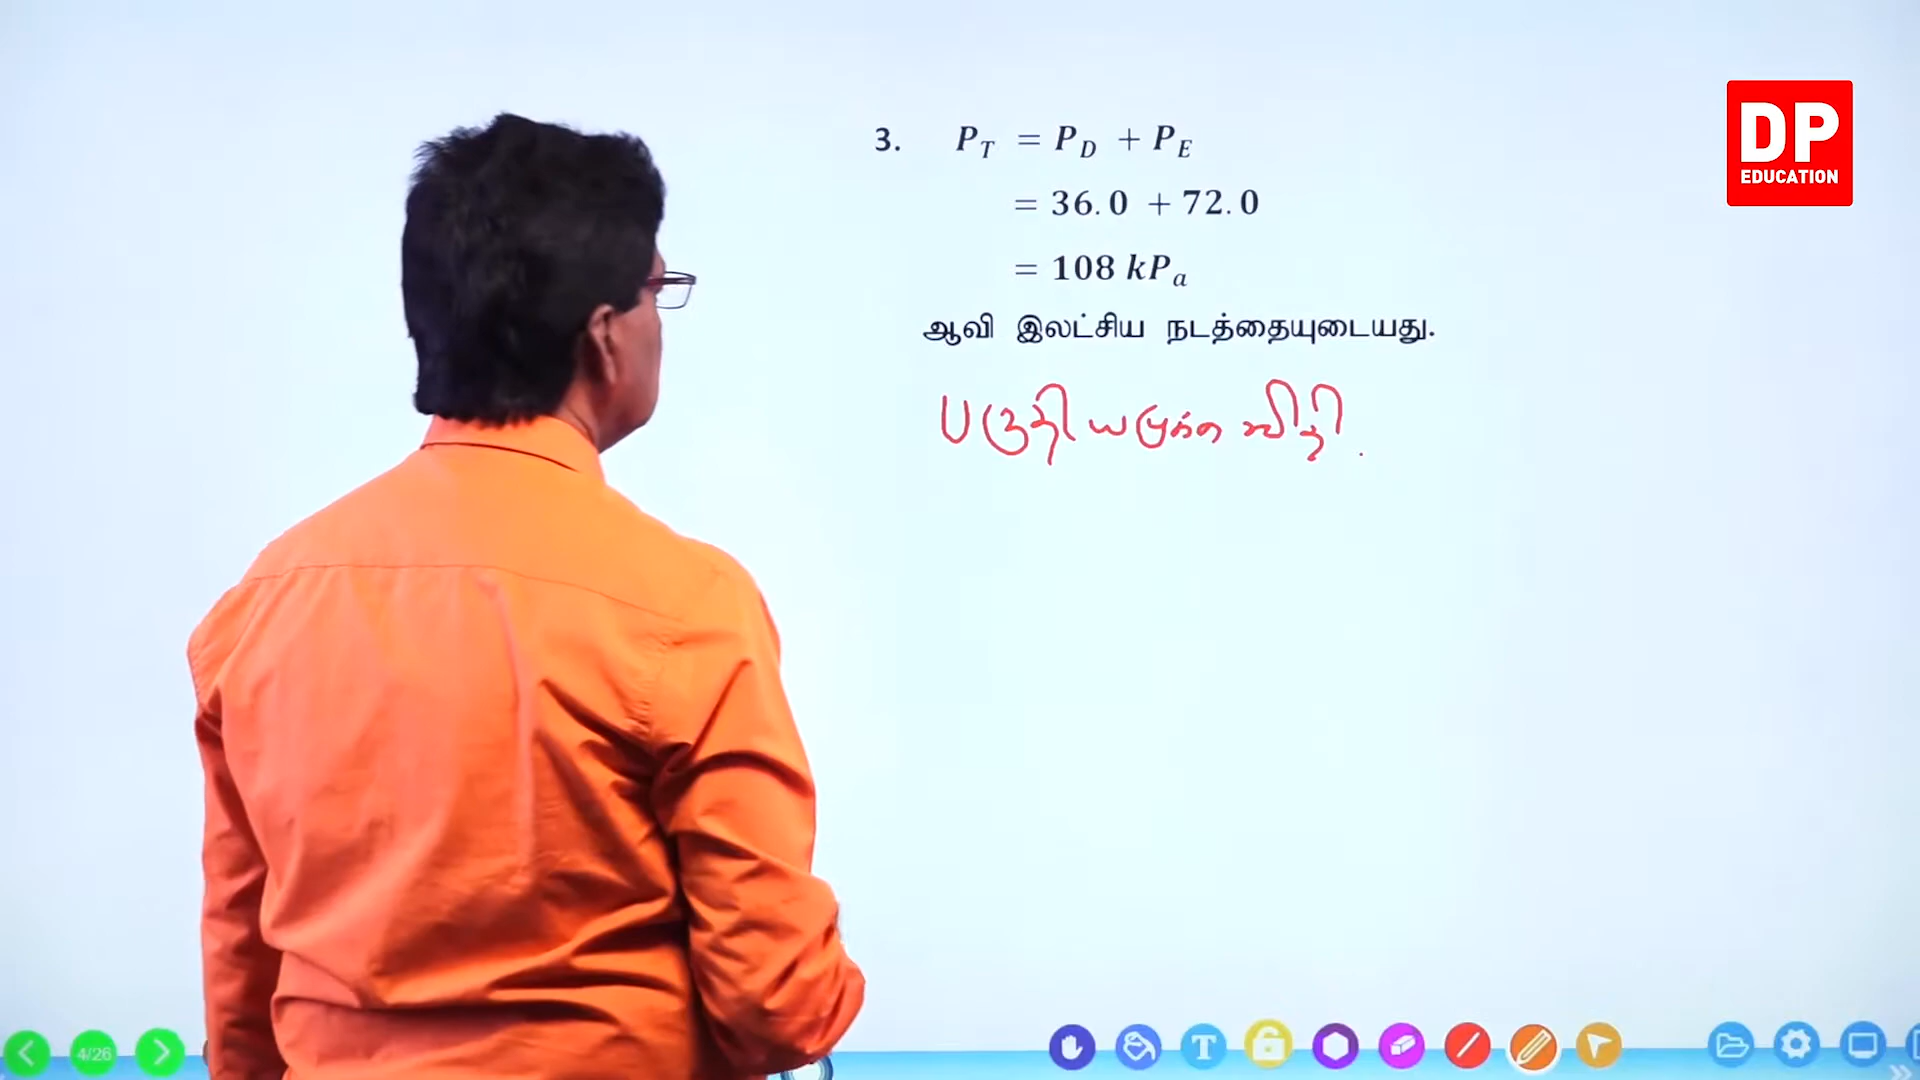 3. P_T = P_D + P_E
= 36.0 + 72.0
= 108 kP_a
ஆவி இலட்சிய நடத்தையுடையது.
பகுதியமுக்க விதி.
DP
EDUCATION
4/26
T